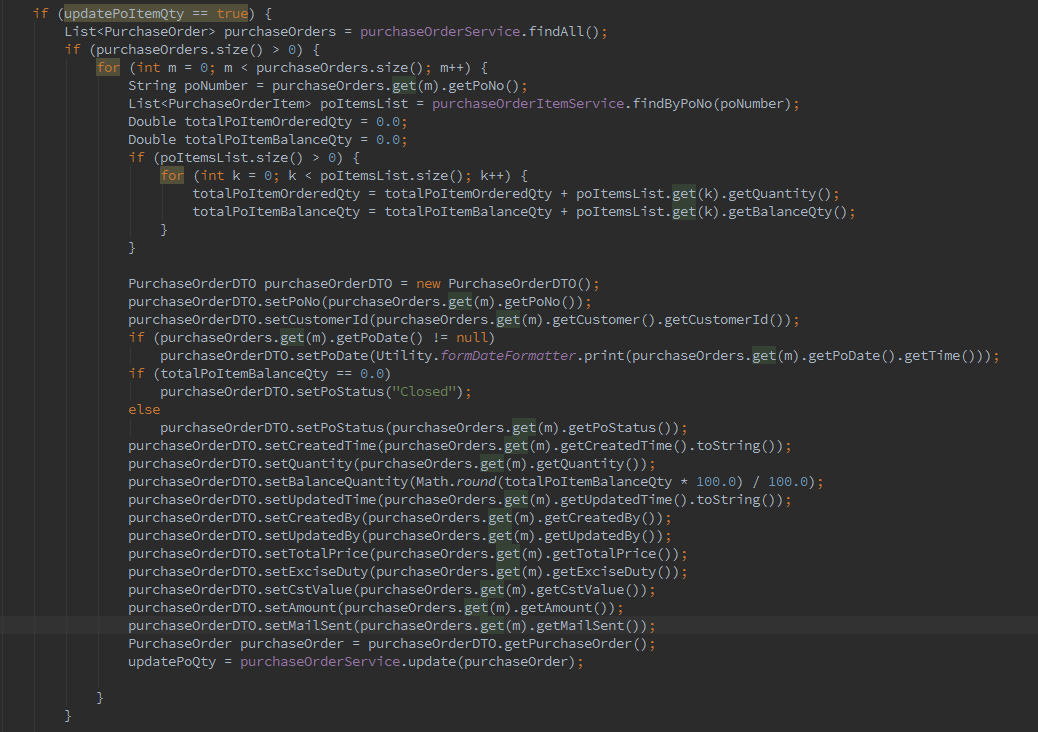 if (updatePoItemQty == true) {
List<PurchaseOrder> purchaseOrders = purchaseOrderService.findAll();
if (purchaseOrders.size() > 0) {
for (int m = 0; m < purchaseOrders.size(); m++) {
String poNumber = purchaseOrders.get(m).getPoNo();
List<PurchaseOrderItem> poItemsList = purchaseOrderItemService.findByPoNo(poNumber);
Double totalPoItemOrderedQty = 0.0;
Double totalPoItemBalanceQty = 0.0;
if (poItemsList.size() > 0) {
for (int k = 0; k < poItemsList.size(); k++) {
totalPoItemOrderedQty = totalPoItemOrderedQty + poItemsList.get(k).getQuantity();
totalPoItemBalanceQty = totalPoItemBalanceQty + poItemsList.get(k).getBalanceQty();
}
}
PurchaseOrderDTO purchaseOrderDTO = new PurchaseOrderDTO();
purchaseOrderDTO.setPoNo(purchaseOrders.get(m).getPoNo());
purchaseOrderDTO.setCustomerId(purchaseOrders.get(m).getCustomer().getCustomerId());
if (purchaseOrders.get(m).getPoDate() != null)
purchaseOrderDTO.setPoDate(Utility.formDateFormatter.print(purchaseOrders.get(m).getPoDate().getTime()));
if (totalPoItemBalanceQty == 0.0)
purchaseOrderDTO.setPoStatus("Closed");
else
purchaseOrderDTO.setPoStatus(purchaseOrders.get(m).getPoStatus());
purchaseOrderDTO.setCreatedTime(purchaseOrders.get(m).getCreatedTime().toString());
purchaseOrderDTO.setQuantity(purchaseOrders.get(m).getQuantity());
purchaseOrderDTO.setBalanceQuantity(Math.round(totalPoItemBalanceQty * 100.0) / 100.0);
purchaseOrderDTO.setUpdatedTime(purchaseOrders.get(m).getUpdatedTime().toString());
purchaseOrderDTO.setCreatedBy(purchaseOrders.get(m).getCreatedBy());
purchaseOrderDTO.setUpdatedBy(purchaseOrders.get(m).getUpdatedBy());
purchaseOrderDTO.setTotalPrice(purchaseOrders.get(m).getTotalPrice());
purchaseOrderDTO.setExciseDuty(purchaseOrders.get(m).getExciseDuty());
purchaseOrderDTO.setCstValue(purchaseOrders.get(m).getCstValue());
purchaseOrderDTO.setAmount(purchaseOrders.get(m).getAmount());
purchaseOrderDTO.setMailSent(purchaseOrders.get(m).getMailSent());
PurchaseOrder purchaseOrder = purchaseOrderDTO.getPurchaseOrder();
updatePoQty = purchaseOrderService.update(purchaseOrder);
}
}